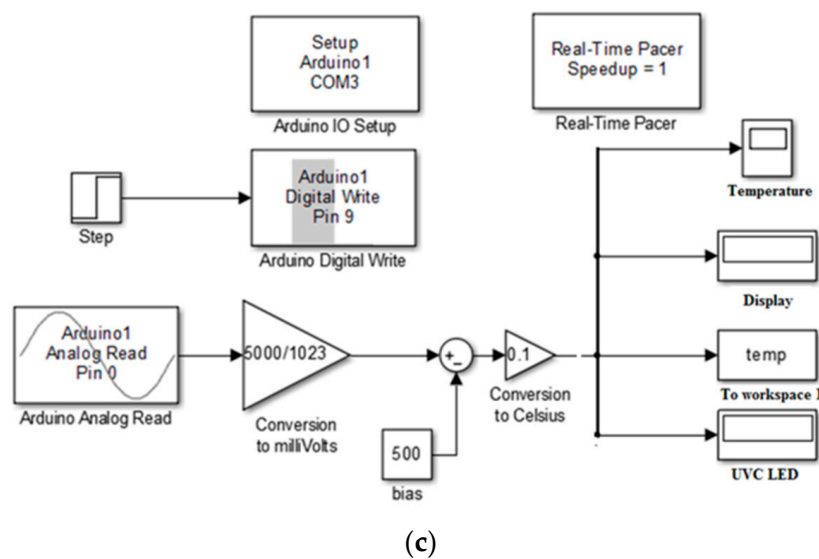 Setup
Arduino1
COM3
Arduino IO Setup
Real-Time Pacer
Speedup = 1
Real-Time Pacer
Step
Arduino1
Digital Write
Pin 9
Arduino Digital Write
Temperature
Display
Arduino1
Analog Read
Pin 0
Arduino Analog Read
5000/1023
Conversion
to milliVolts
+
-
500
bias
0.1
Conversion
to Celsius
temp
To workspace 1
UVC LED
(c)